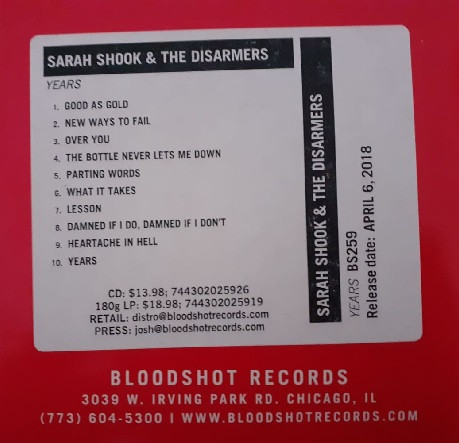 SARAH SHOOK & THE DISARMERS
YEARS
1. GOOD AS GOLD
2. NEW WAYS TO FAIL
3. OVER YOU
4. THE BOTTLE NEVER LETS ME DOWN
5. PARTING WORDS
6. WHAT IT TAKES
7. LESSON
8. DAMNED IF I DO, DAMNED IF I DON'T
9. HEARTACHE IN HELL
10. YEARS
CD: $13.98; 744302025926
180g LP: $18.98; 744302025919
RETAIL: distro@bloodshotrecords.com
PRESS: josh@bloodshotrecords.com
SARAH SHOOK & THE DISARMERS
YEARS BS259
Release date: APRIL 6, 2018
BLOODSHOT RECORDS
3039 W. IRVING PARK RD. CHICAGO, IL
(773) 604-5300 | WWW.BLOODSHOTRECORDS.COM